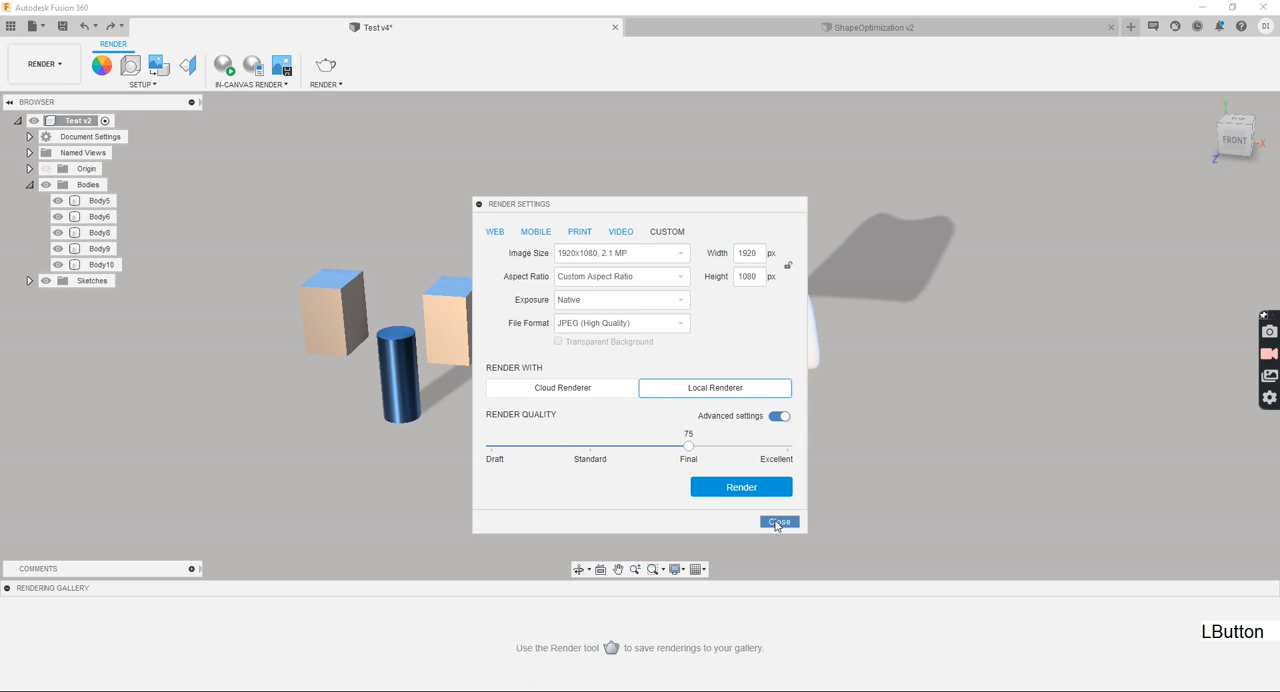 Autodesk Fusion 360
Test v4*
ShapeOptimization v2
DI
RENDER
RENDER
SETUP
IN-CANVAS RENDER
RENDER
BROWSER
Test v2
Document Settings
Named Views
Origin
Bodies
Body5
Body6
Body8
Body9
Body10
Sketches
Y
FRONT
X
Z
RENDER SETTINGS
WEB MOBILE PRINT VIDEO CUSTOM
Image Size 1920x1080, 2.1 MP Width 1920 px
Aspect Ratio Custom Aspect Ratio Height 1080 px
Exposure Native
File Format JPEG (High Quality)
Transparent Background
RENDER WITH
Cloud Renderer Local Renderer
RENDER QUALITY Advanced settings
75
Draft Standard Final Excellent
Render
Close
COMMENTS
RENDERING GALLERY
Use the Render tool to save renderings to your gallery.
LButton